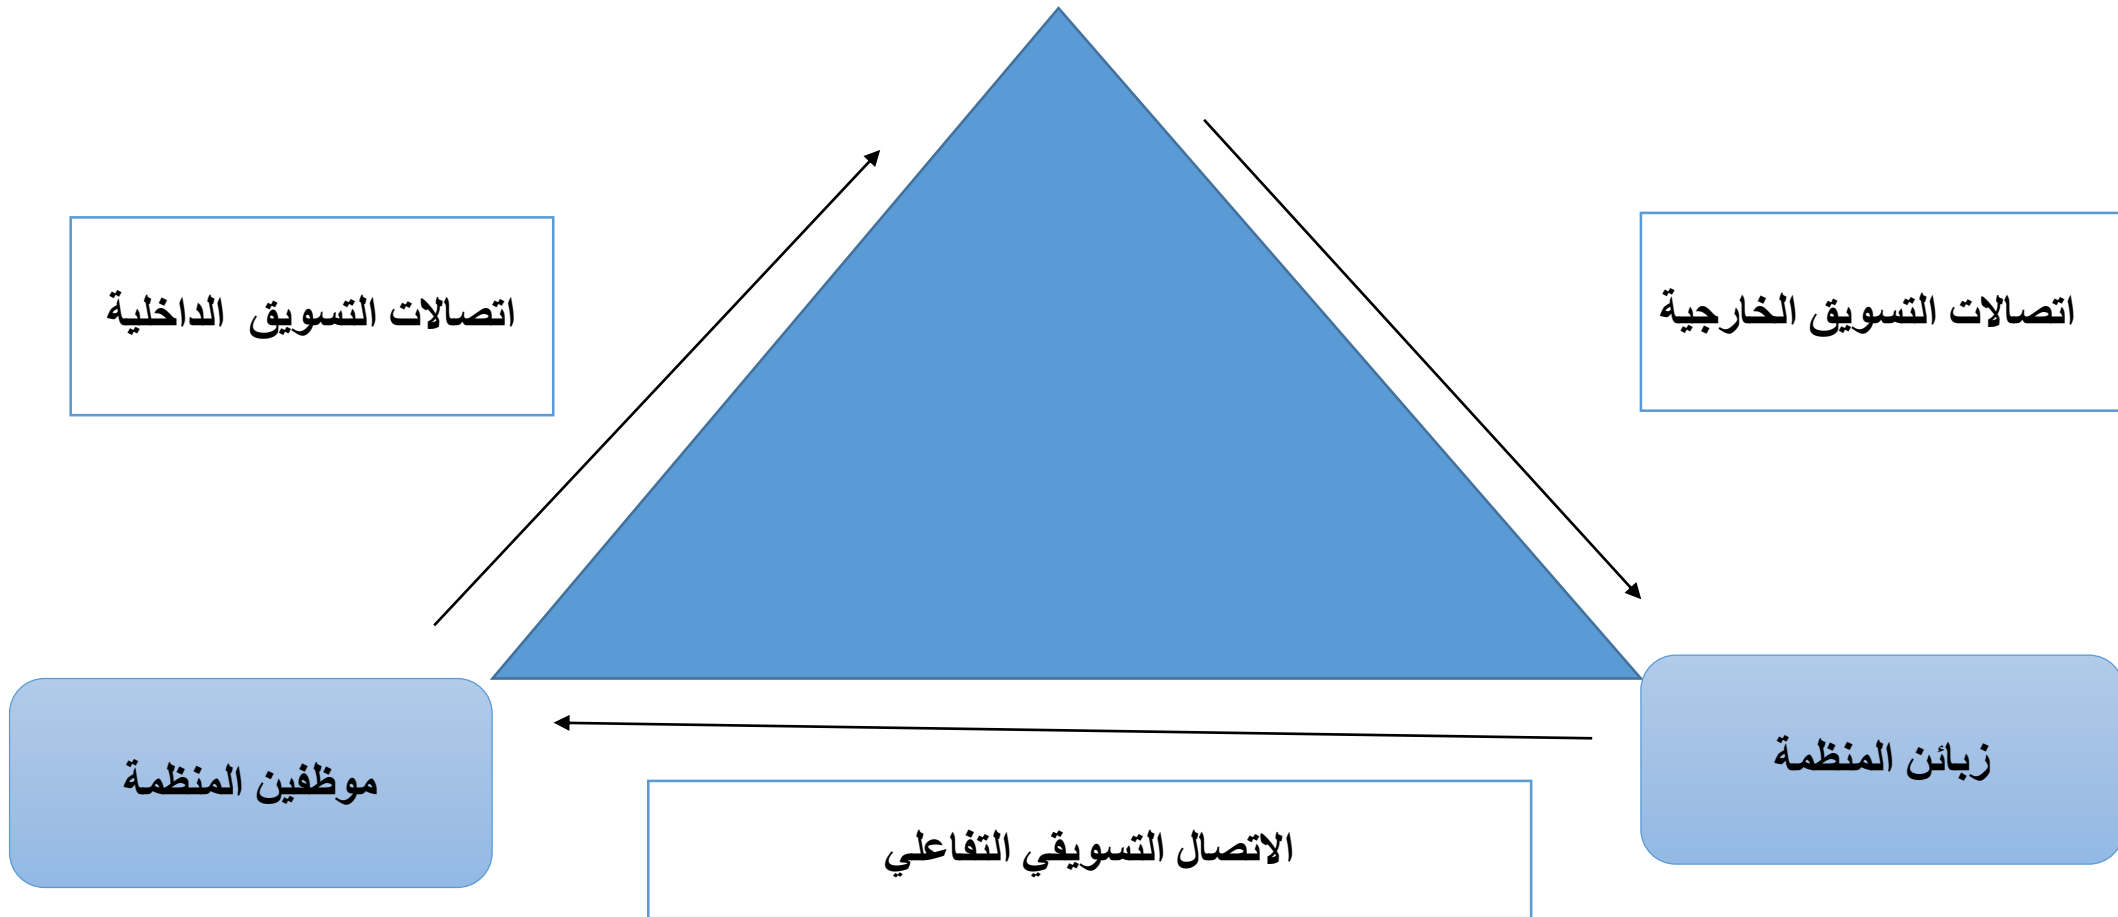 اتصالات التسويق الخارجية
اتصالات التسويق الداخلية
زبائن المنظمة
موظفين المنظمة
الاتصال التسويقي التفاعلي